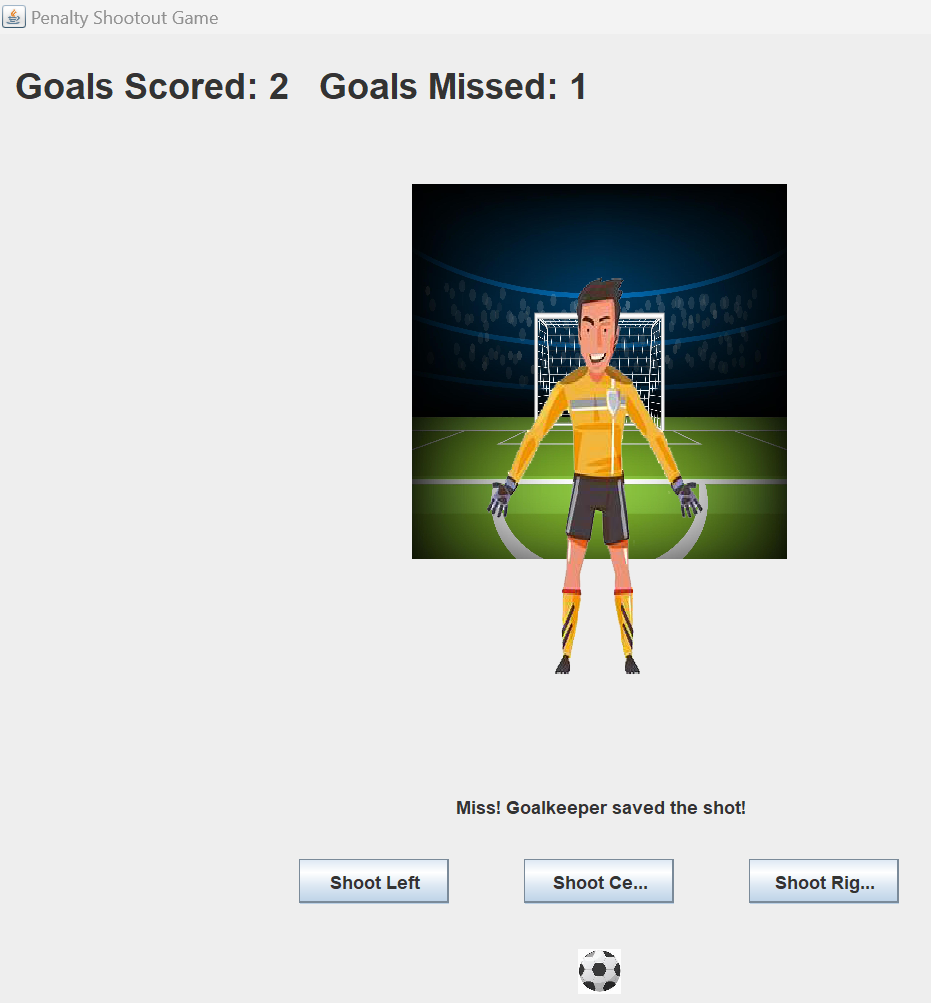 Penalty Shootout Game
Goals Scored: 2 Goals Missed: 1
Miss! Goalkeeper saved the shot!
Shoot Left
Shoot Ce...
Shoot Rig...